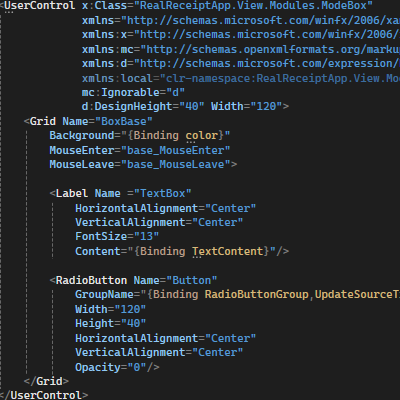 <UserControl x:Class="RealReceiptApp.View.Modules.ModeBox"
xmlns="http://schemas.microsoft.com/winfx/2006/xa
xmlns:x="http://schemas.microsoft.com/winfx/2006/
xmlns:mc="http://schemas.openxmlformats.org/marku
xmlns:d="http://schemas.microsoft.com/expression/
xmlns:local="clr-namespace:RealReceiptApp.View.Mo
mc:Ignorable="d"
d:DesignHeight="40" Width="120">
<Grid Name="BoxBase"
Background="{Binding color}"
MouseEnter="base_MouseEnter"
MouseLeave="base_MouseLeave">
<Label Name ="TextBox"
HorizontalAlignment="Center"
VerticalAlignment="Center"
FontSize="13"
Content="{Binding TextContent}"/>
<RadioButton Name="Button"
GroupName="{Binding RadioButtonGroup,UpdateSourceT
Width="120"
Height="40"
HorizontalAlignment="Center"
VerticalAlignment="Center"
Opacity="0"/>
</Grid>
</UserControl>